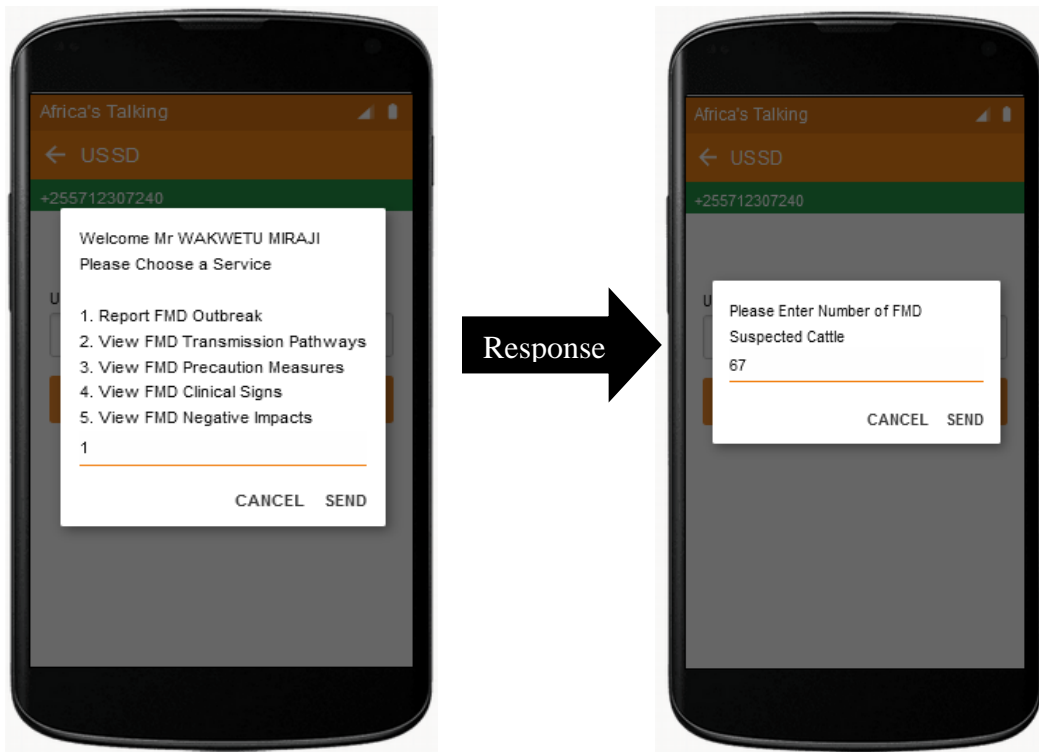 Africa's Talking
USSD
+255712307240
Welcome Mr WAKWETU MIRAJI
Please Choose a Service
U
1. Report FMD Outbreak
2. View FMD Transmission Pathways
3. View FMD Precaution Measures
4. View FMD Clinical Signs
5. View FMD Negative Impacts
1
CANCEL SEND
Response
Africa's Talking
USSD
+255712307240
U
Please Enter Number of FMD
Suspected Cattle
67
CANCEL SEND